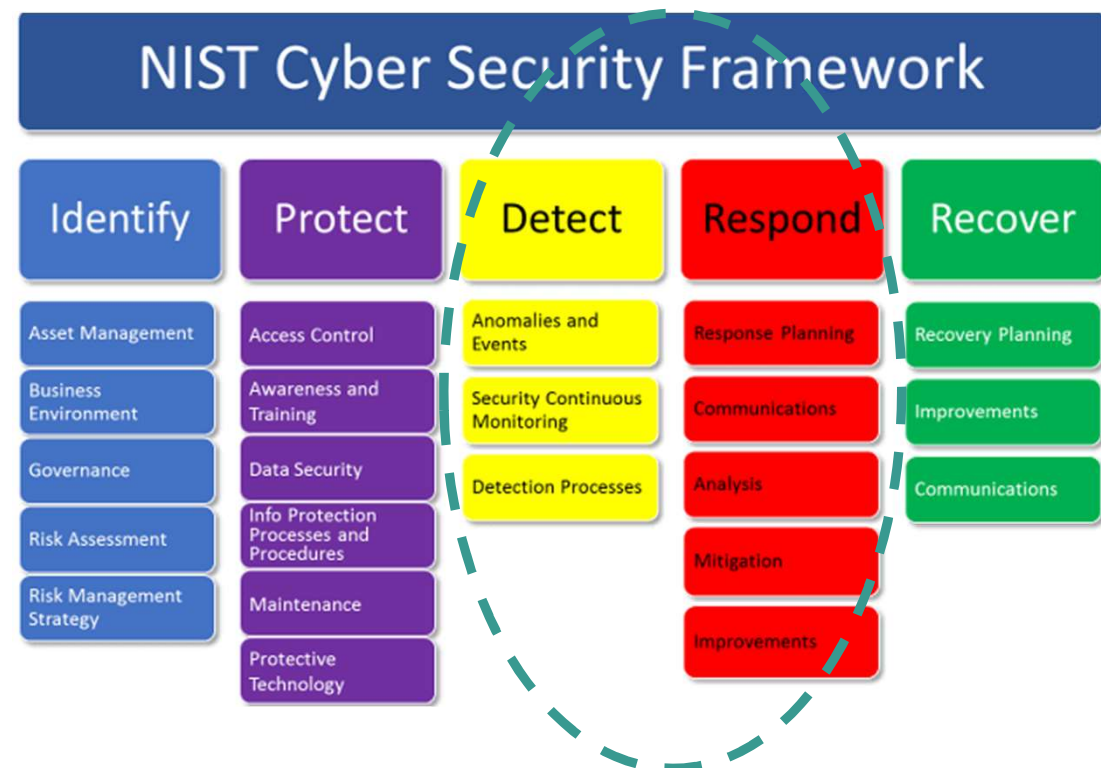 NIST Cyber Security Framework
Identify
Protect
Detect
Respond
Recover
Asset Management
Business
Environment
Governance
Risk Assessment
Risk Management
Strategy
Access Control
Awareness and
Training
Data Security
Info Protection
Processes and
Procedures
Maintenance
Protective
Technology
Anomalies and
Events
Security Continuous
Monitoring
Detection Processes
Response Planning
Communications
Analysis
Mitigation
Improvements
Recovery Planning
Improvements
Communications